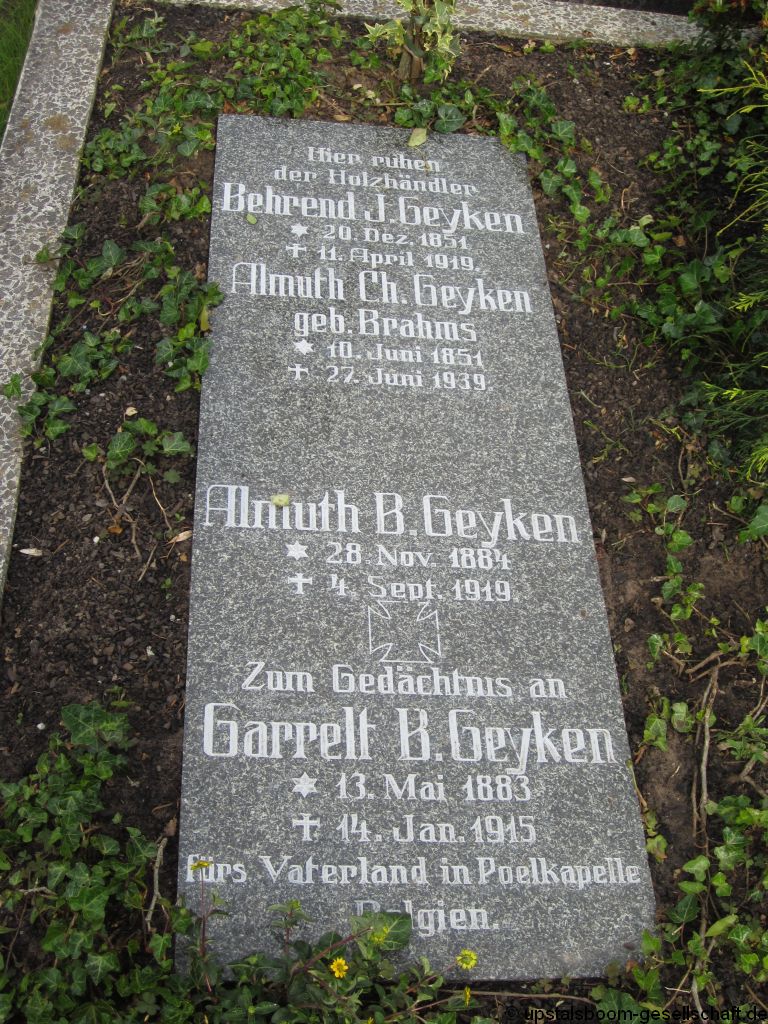 Hier ruhen
der Holzhändler
Behrend J. Geyken
* 20. Dez. 1851
† 11. April 1919.
Almuth Ch. Geyken
geb. Brahms
* 10. Juni 1851
† 27. Juni 1939.
Almuth B. Geyken
* 28. Nov. 1884
† 4. Sept. 1919.
Zum Gedächtnis an
Garrelt B. Geyken
* 13. Mai 1883
† 14. Jan. 1915
fürs Vaterland in Poelkapelle
Belgien.
© upstalsboom-gesellschaft.de